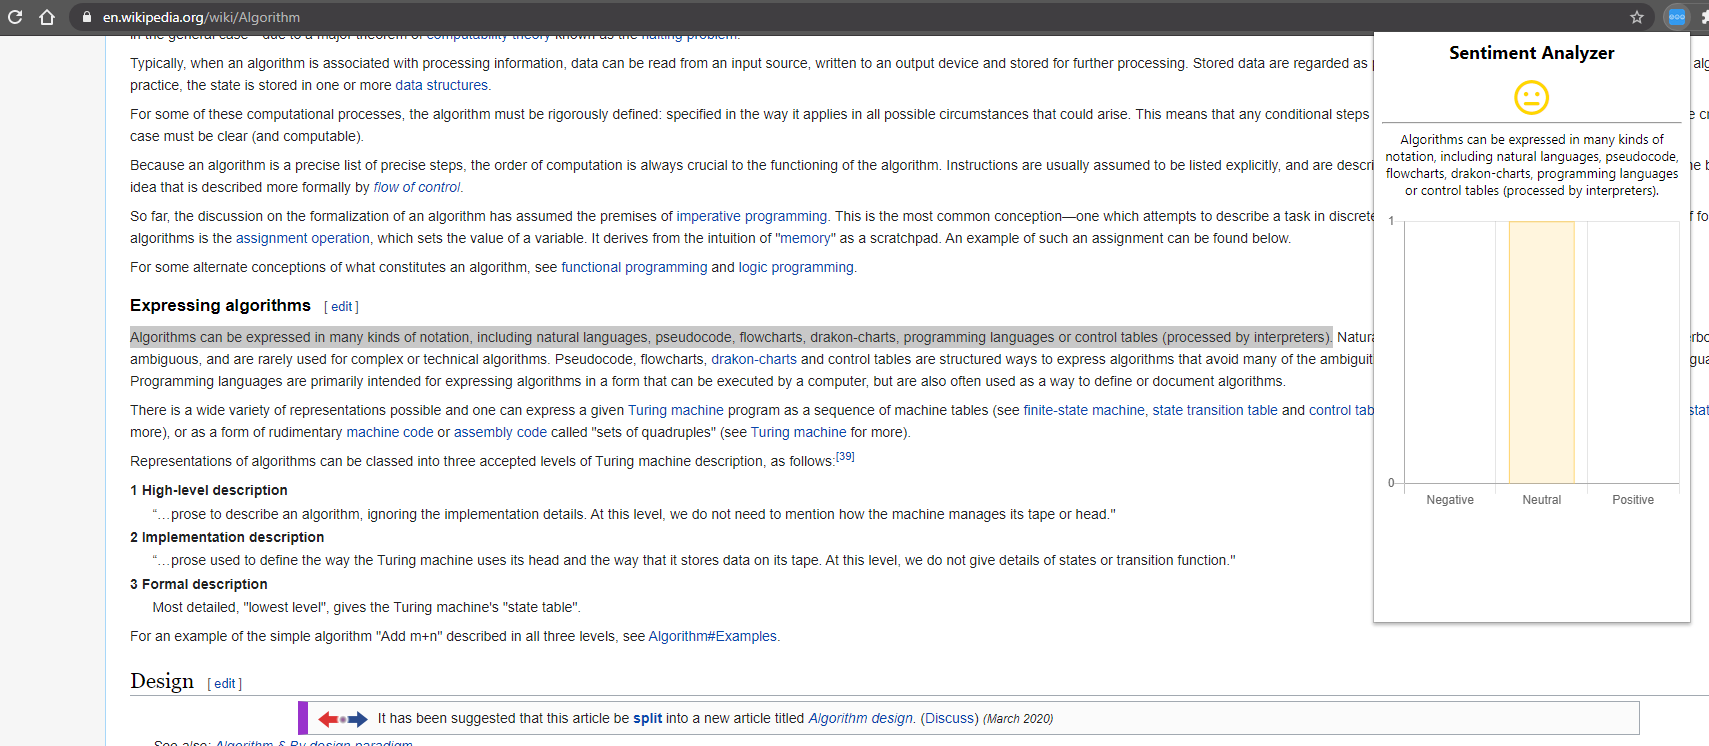 en.wikipedia.org/wiki/Algorithm
In the general case—due to a major theorem of computability theory known as the halting problem.
Typically, when an algorithm is associated with processing information, data can be read from an input source, written to an output device and stored for further processing. Stored data are regarded as
practice, the state is stored in one or more data structures.
For some of these computational processes, the algorithm must be rigorously defined: specified in the way it applies in all possible circumstances that could arise. This means that any conditional steps
case must be clear (and computable).
Because an algorithm is a precise list of precise steps, the order of computation is always crucial to the functioning of the algorithm. Instructions are usually assumed to be listed explicitly, and are
idea that is described more formally by flow of control.
So far, the discussion on the formalization of an algorithm has assumed the premises of imperative programming. This is the most common conception—one which attempts to describe a task in discrete
algorithms is the assignment operation, which sets the value of a variable. It derives from the intuition of "memory" as a scratchpad. An example of such an assignment can be found below.
For some alternate conceptions of what constitutes an algorithm, see functional programming and logic programming.
Expressing algorithms [ edit ]
Algorithms can be expressed in many kinds of notation, including natural languages, pseudocode, flowcharts, drakon-charts, programming languages or control tables (processed by interpreters). Natur
ambiguous, and are rarely used for complex or technical algorithms. Pseudocode, flowcharts, drakon-charts and control tables are structured ways to express algorithms that avoid many of the ambiguit
Programming languages are primarily intended for expressing algorithms in a form that can be executed by a computer, but are also often used as a way to define or document algorithms.
There is a wide variety of representations possible and one can express a given Turing machine program as a sequence of machine tables (see finite-state machine, state transition table and control tab
more), or as a form of rudimentary machine code or assembly code called "sets of quadruples" (see Turing machine for more).
Representations of algorithms can be classed into three accepted levels of Turing machine description, as follows:[39]
1 High-level description
"…prose to describe an algorithm, ignoring the implementation details. At this level, we do not need to mention how the machine manages its tape or head."
2 Implementation description
"…prose used to define the way the Turing machine uses its head and the way that it stores data on its tape. At this level, we do not give details of states or transition function."
3 Formal description
Most detailed, "lowest level", gives the Turing machine's "state table".
For an example of the simple algorithm "Add m+n" described in all three levels, see Algorithm#Examples.
Design [ edit ]
It has been suggested that this article be split into a new article titled Algorithm design. (Discuss) (March 2020)
See also: Algorithm § By design paradigm
Sentiment Analyzer
Algorithms can be expressed in many kinds of
notation, including natural languages, pseudocode,
flowcharts, drakon-charts, programming languages
or control tables (processed by interpreters).
1
0
Negative Neutral Positive